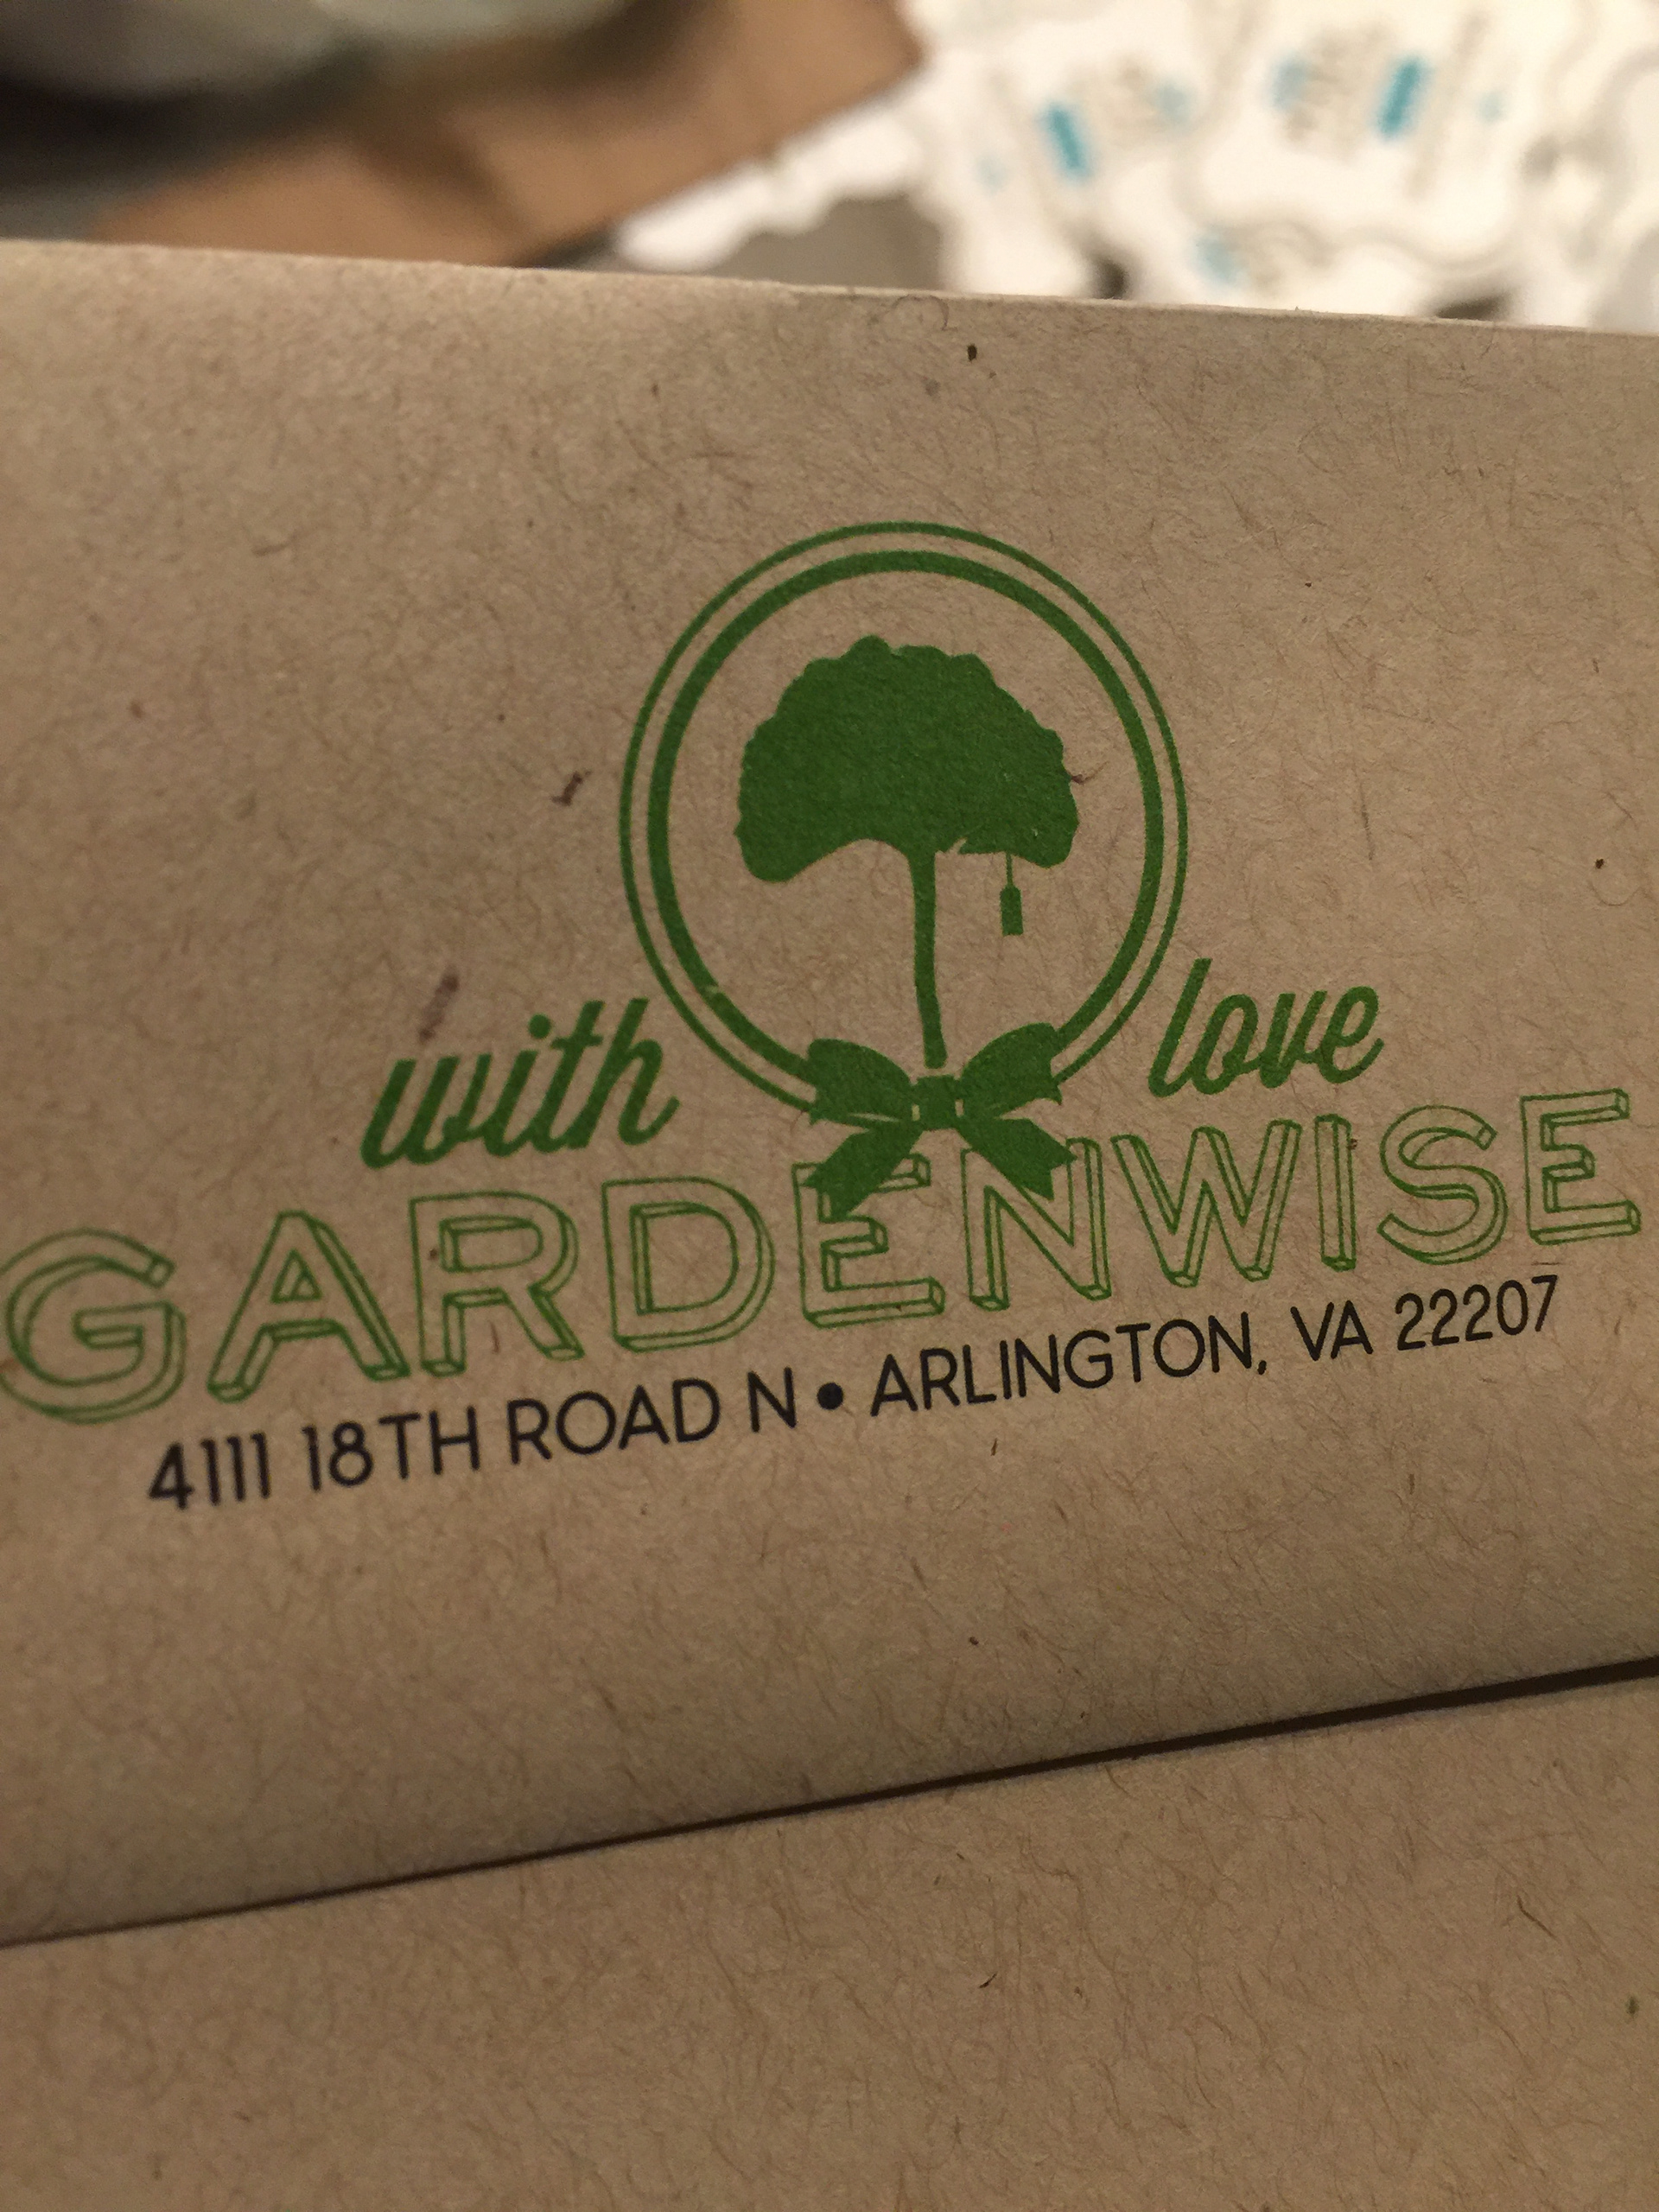 with love
GARDENWISE
4111 18TH ROAD N • ARLINGTON, VA 22207